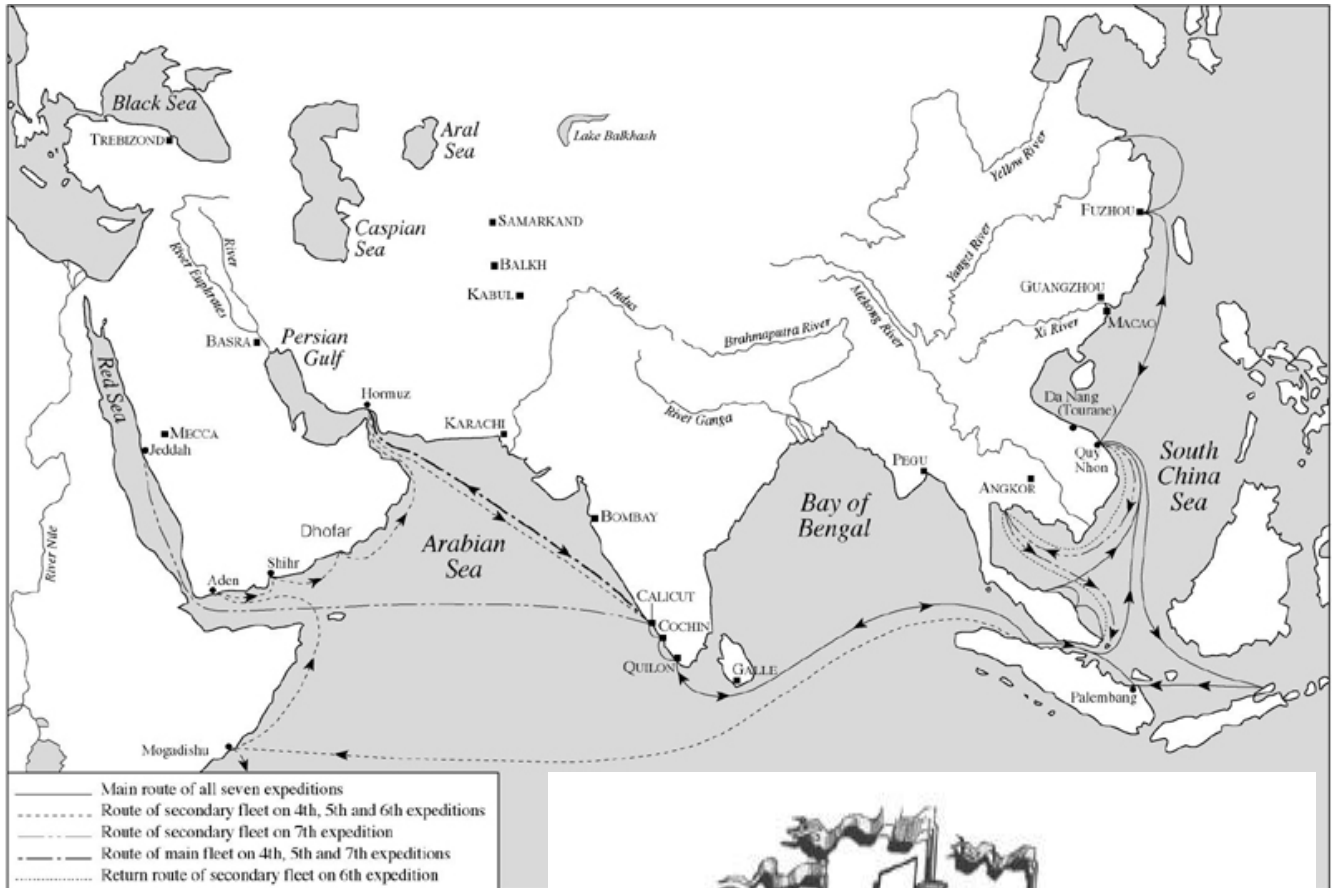 Black Sea
TREBIZOND
Aral
Sea
Lake Balkhash
Caspian
Sea
SAMARKAND
BALKH
KABUL
Yellow River
FUZHOU
Yangzi River
GUANGZHOU
MACAO
Xi River
River
River Euphrates
BASRA
Persian
Gulf
Indus
Brahmaputra River
Mekong River
River Ganga
Red Sea
Hormuz
KARACHI
MECCA
Jeddah
Da Nang
(Tourane)
Quy
Nhon
South
China
Sea
PEGU
ANGKOR
Bay of
Bengal
BOMBAY
River Nile
Dhofar
Shihr
Aden
Arabian
Sea
CALICUT
COCHIN
QUILON
GALLE
Palembang
Mogadishu
Main route of all seven expeditions
Route of secondary fleet on 4th, 5th and 6th expeditions
Route of secondary fleet on 7th expedition
Route of main fleet on 4th, 5th and 7th expeditions
Return route of secondary fleet on 6th expedition